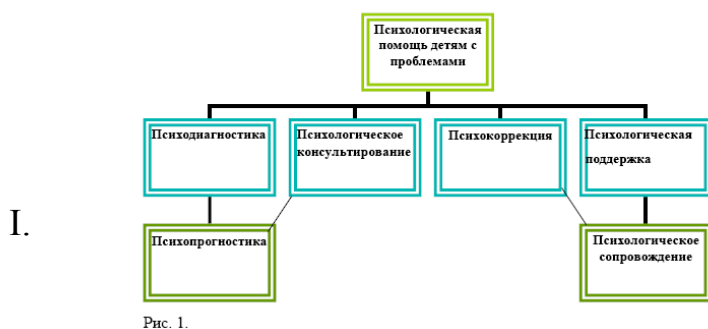 Психологическая
помощь детям с
проблемами
Психодиагностика
Психологическое
консультирование
Психокоррекция
Психологическая
поддержка
I.
Психопрогностика
Психологическое
сопровождение
Рис. 1.